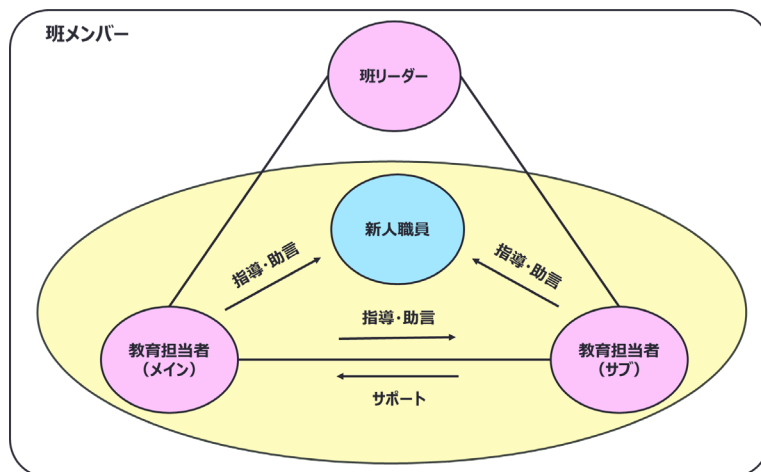 班メンバー
班リーダー
新人職員
指導・助言
指導・助言
指導・助言
教育担当者
（メイン）
教育担当者
（サブ）
サポート